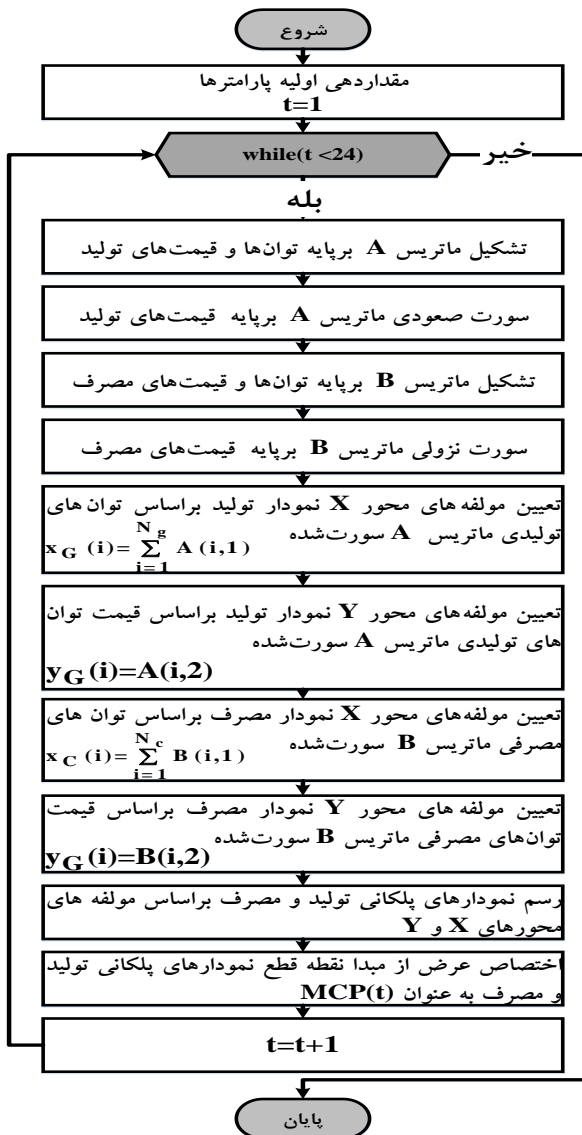 شروع
مقداردهی اولیه پارامترها
t=1
while(t <24)
خیر
بله
تشکیل ماتریس A برپایه توان‌ها و قیمت‌های تولید
سورت صعودی ماتریس A برپایه قیمت‌های تولید
تشکیل ماتریس B برپایه توان‌ها و قیمت‌های مصرف
سورت نزولی ماتریس B برپایه قیمت‌های مصرف
تعیین مولفه های محور X نمودار تولید براساس توان های
تولیدی ماتریس A سورت‌شده
x_G (i)=∑_{i=1}^{N_g} A (i,1)
تعیین مولفه‌های محور Y نمودار تولید براساس قیمت توان
های تولیدی ماتریس A سورت‌شده
y_G (i)=A(i,2)
تعیین مولفه‌های محور X نمودار مصرف براساس توان های
مصرفی ماتریس B سورت‌شده
x_C (i)=∑_{i=1}^{N_c} B (i,1)
تعیین مولفه های محور Y نمودار مصرف براساس قیمت
توان‌های مصرفی ماتریس B سورت‌شده
y_G (i)=B(i,2)
رسم نمودارهای پلکانی تولید و مصرف براساس مولفه های
محورهای X و Y
اختصاص عرض از مبدا نقطه قطع نمودارهای پلکانی تولید
و مصرف به عنوان MCP(t)
t=t+1
پایان